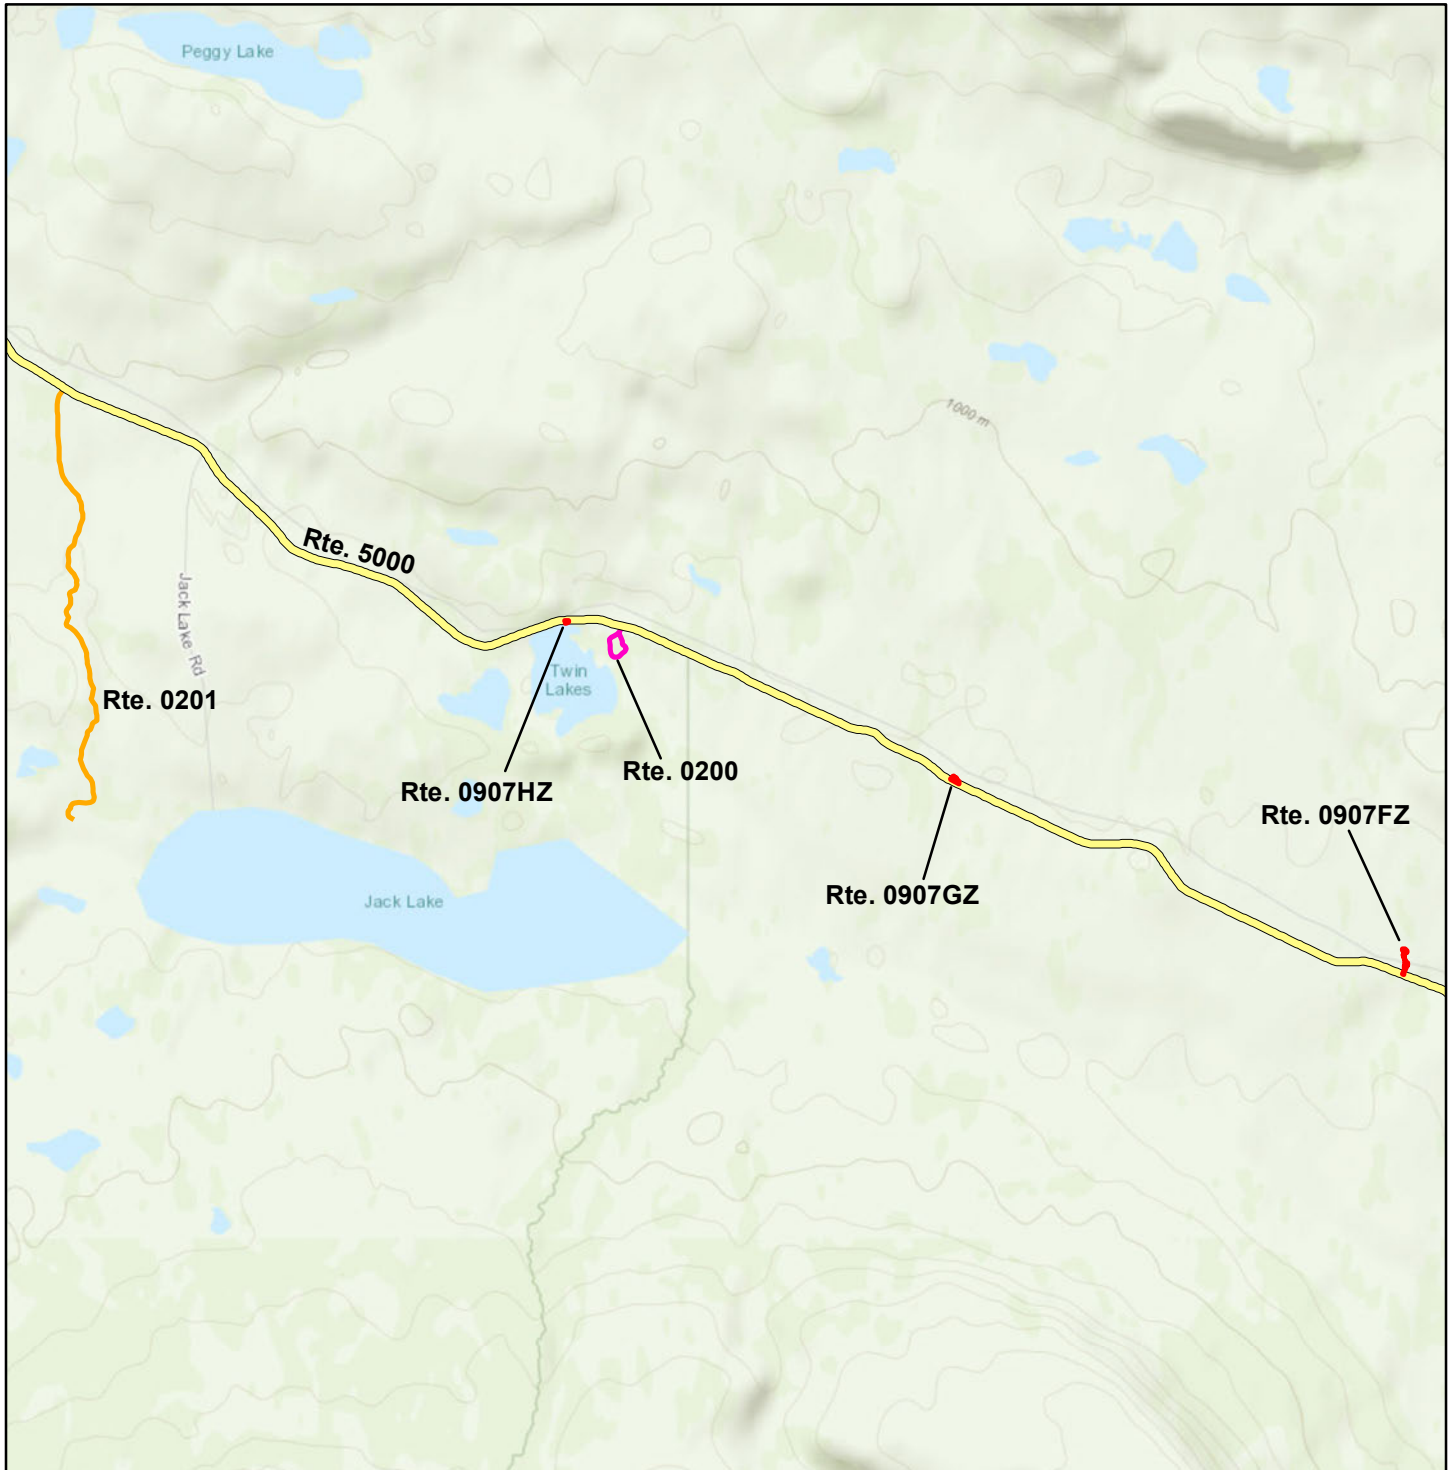 Peggy Lake
1000 m
Rte. 5000
Jack Lake Rd
Twin
Lakes
Rte. 0201
Rte. 0200
Rte. 0907HZ
Rte. 0907FZ
Rte. 0907GZ
Jack Lake